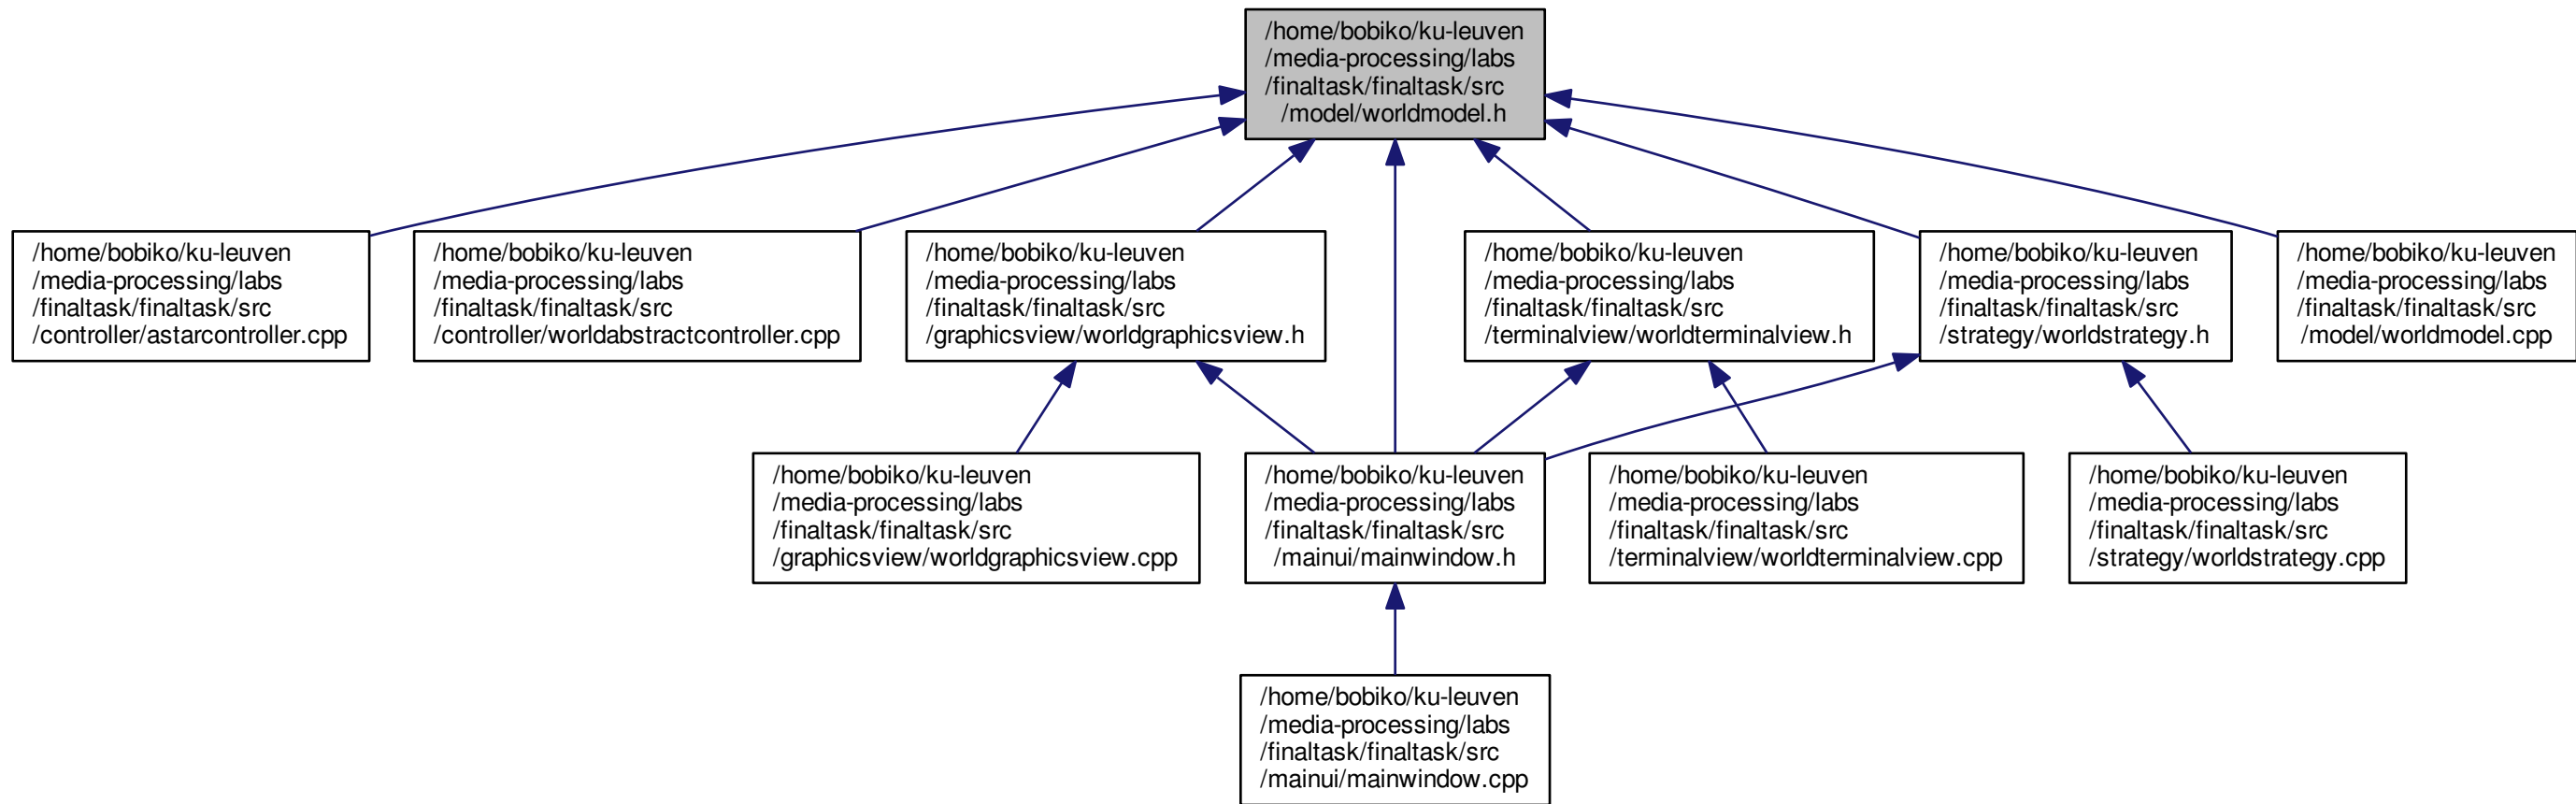 /home/bobiko/ku-leuven
/media-processing/labs
/finaltask/finaltask/src
/model/worldmodel.h
/home/bobiko/ku-leuven
/media-processing/labs
/finaltask/finaltask/src
/controller/astarcontroller.cpp
/home/bobiko/ku-leuven
/media-processing/labs
/finaltask/finaltask/src
/controller/worldabstractcontroller.cpp
/home/bobiko/ku-leuven
/media-processing/labs
/finaltask/finaltask/src
/graphicsview/worldgraphicsview.h
/home/bobiko/ku-leuven
/media-processing/labs
/finaltask/finaltask/src
/terminalview/worldterminalview.h
/home/bobiko/ku-leuven
/media-processing/labs
/finaltask/finaltask/src
/strategy/worldstrategy.h
/home/bobiko/ku-leuven
/media-processing/labs
/finaltask/finaltask/src
/model/worldmodel.cpp
/home/bobiko/ku-leuven
/media-processing/labs
/finaltask/finaltask/src
/graphicsview/worldgraphicsview.cpp
/home/bobiko/ku-leuven
/media-processing/labs
/finaltask/finaltask/src
/mainui/mainwindow.h
/home/bobiko/ku-leuven
/media-processing/labs
/finaltask/finaltask/src
/terminalview/worldterminalview.cpp
/home/bobiko/ku-leuven
/media-processing/labs
/finaltask/finaltask/src
/strategy/worldstrategy.cpp
/home/bobiko/ku-leuven
/media-processing/labs
/finaltask/finaltask/src
/mainui/mainwindow.cpp